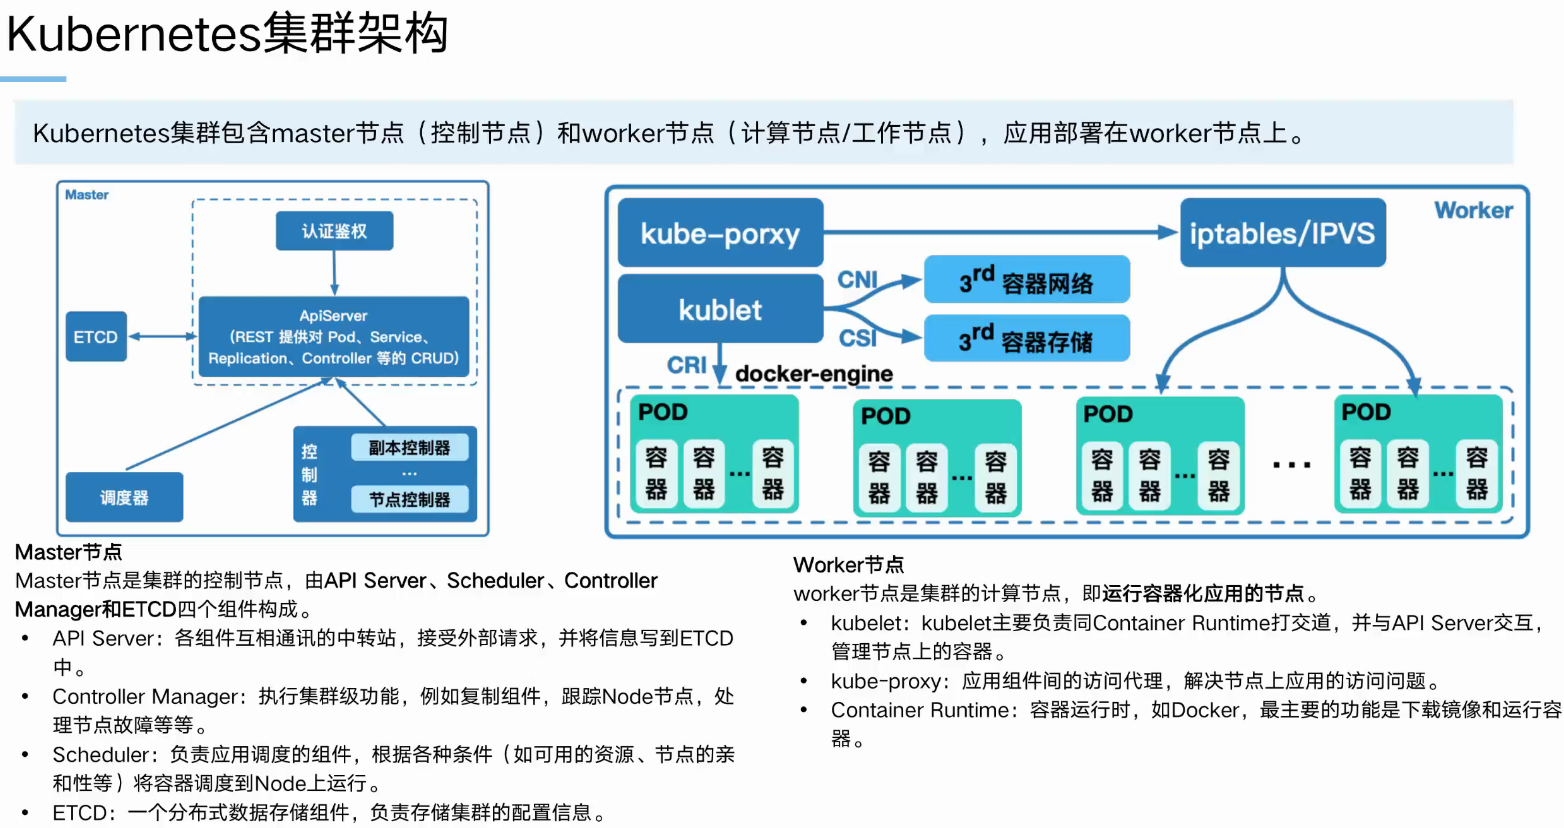 Kubernetes集群架构
Kubernetes集群包含master节点（控制节点）和worker节点（计算节点/工作节点），应用部署在worker节点上。
Master
认证鉴权
ETCD
ApiServer
（REST 提供对 Pod、Service、
Replication、Controller 等的 CRUD）
调度器
控制器
副本控制器
...
节点控制器
Worker
kube-porxy
iptables/IPVS
kublet
CNI
3rd 容器网络
CSI
3rd 容器存储
CRI
docker-engine
POD
容器
容器
...
容器
POD
容器
容器
...
容器
POD
容器
容器
...
容器
...
POD
容器
容器
...
容器
Master节点
Master节点是集群的控制节点，由API Server、Scheduler、Controller
Manager和ETCD四个组件构成。
• API Server：各组件互相通讯的中转站，接受外部请求，并将信息写到ETCD
中。
• Controller Manager：执行集群级功能，例如复制组件，跟踪Node节点，处
理节点故障等等。
• Scheduler：负责应用调度的组件，根据各种条件（如可用的资源、节点的亲
和性等）将容器调度到Node上运行。
• ETCD：一个分布式数据存储组件，负责存储集群的配置信息。
Worker节点
worker节点是集群的计算节点，即运行容器化应用的节点。
• kubelet：kubelet主要负责同Container Runtime打交道，并与API Server交互，
管理节点上的容器。
• kube-proxy：应用组件间的访问代理，解决节点上应用的访问问题。
• Container Runtime：容器运行时，如Docker，最主要的功能是下载镜像和运行容
器。